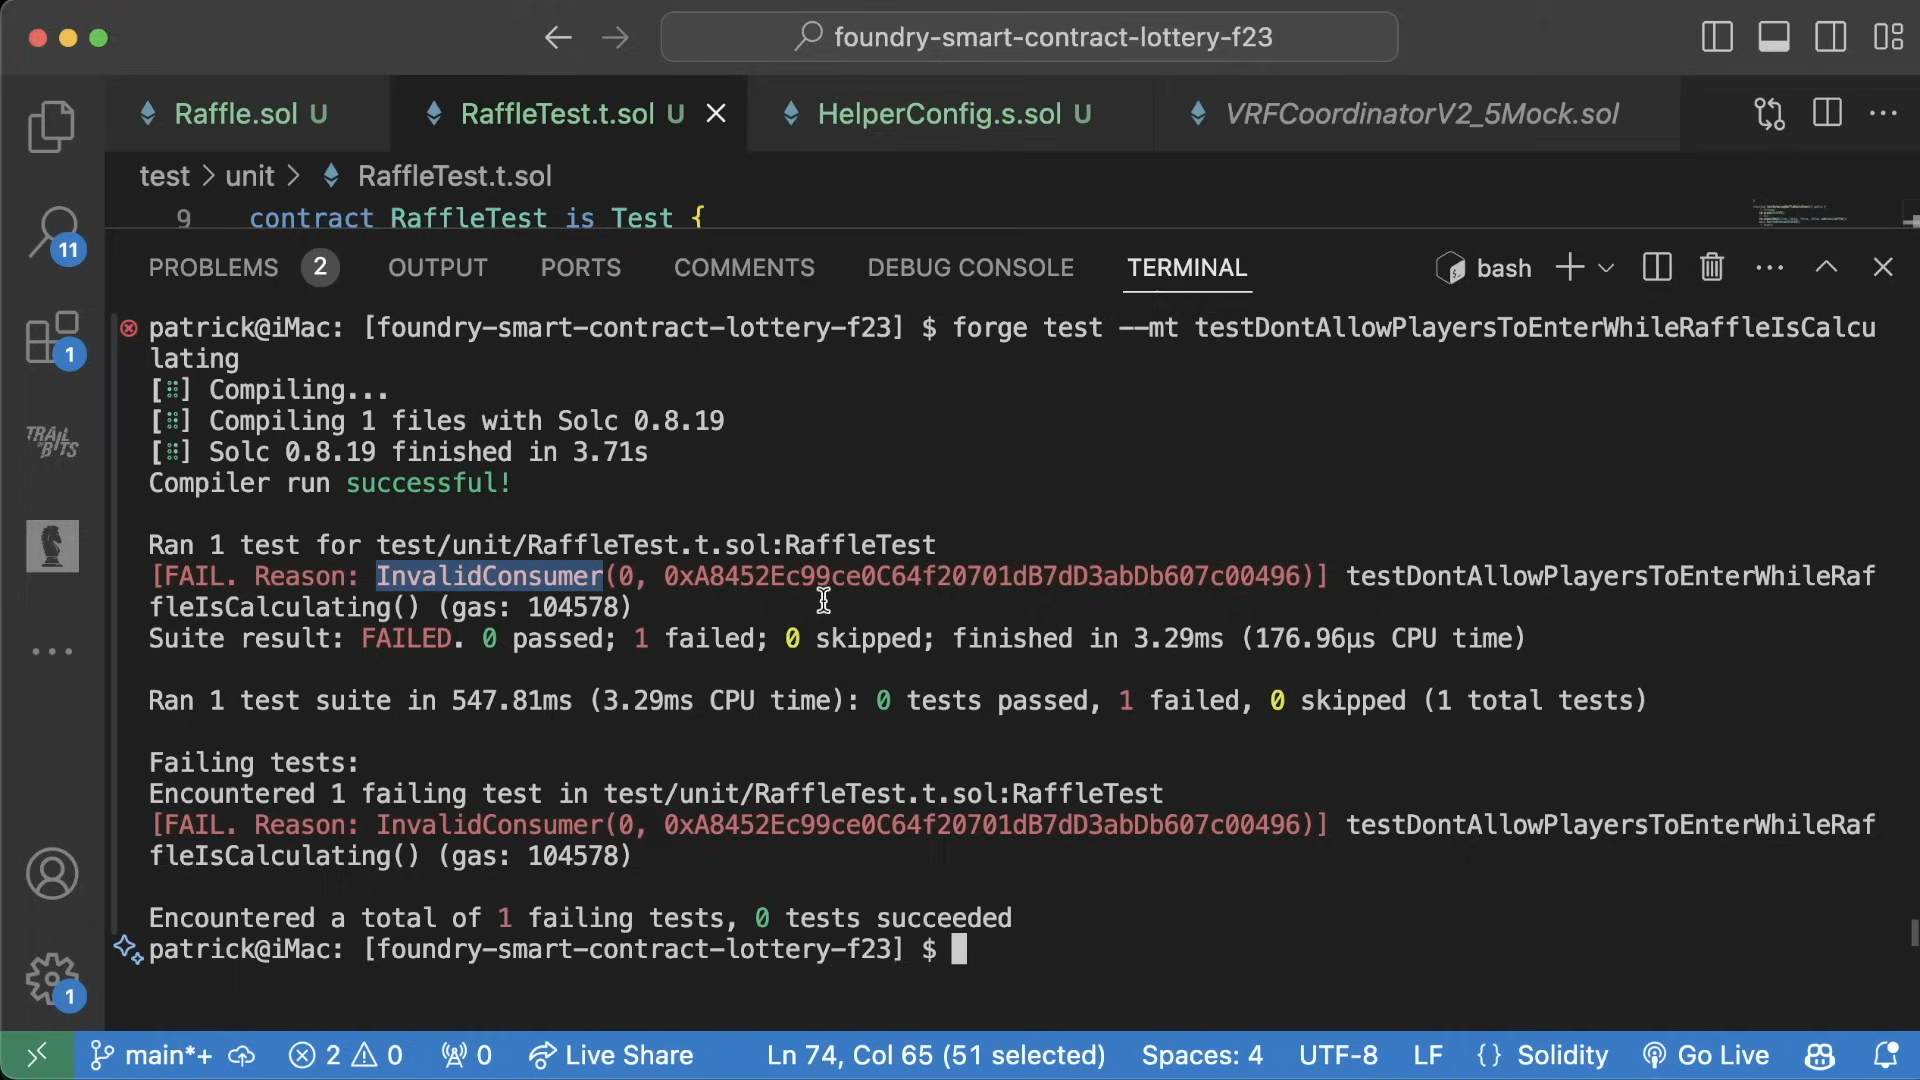 foundry-smart-contract-lottery-f23
Raffle.sol U
RaffleTest.t.sol U
HelperConfig.s.sol U
VRFCoordinatorV2_5Mock.sol
test > unit > RaffleTest.t.sol
9 contract RaffleTest is Test {
11
1
TRAIL OF BITS
PROBLEMS 2 OUTPUT PORTS COMMENTS DEBUG CONSOLE TERMINAL bash
patrick@iMac: [foundry-smart-contract-lottery-f23] $ forge test --mt testDontAllowPlayersToEnterWhileRaffleIsCalcu
lating
[⠿] Compiling...
[⠿] Compiling 1 files with Solc 0.8.19
[⠿] Solc 0.8.19 finished in 3.71s
Compiler run successful!
Ran 1 test for test/unit/RaffleTest.t.sol:RaffleTest
[FAIL. Reason: InvalidConsumer(0, 0xA8452Ec99ce0C64f20701dB7dD3abDb607c00496)] testDontAllowPlayersToEnterWhileRaf
fleIsCalculating() (gas: 104578)
Suite result: FAILED. 0 passed; 1 failed; 0 skipped; finished in 3.29ms (176.96µs CPU time)
Ran 1 test suite in 547.81ms (3.29ms CPU time): 0 tests passed, 1 failed, 0 skipped (1 total tests)
Failing tests:
Encountered 1 failing test in test/unit/RaffleTest.t.sol:RaffleTest
[FAIL. Reason: InvalidConsumer(0, 0xA8452Ec99ce0C64f20701dB7dD3abDb607c00496)] testDontAllowPlayersToEnterWhileRaf
fleIsCalculating() (gas: 104578)
Encountered a total of 1 failing tests, 0 tests succeeded
patrick@iMac: [foundry-smart-contract-lottery-f23] $
1
main*+ 2 0 0 Live Share Ln 74, Col 65 (51 selected) Spaces: 4 UTF-8 LF {} Solidity Go Live